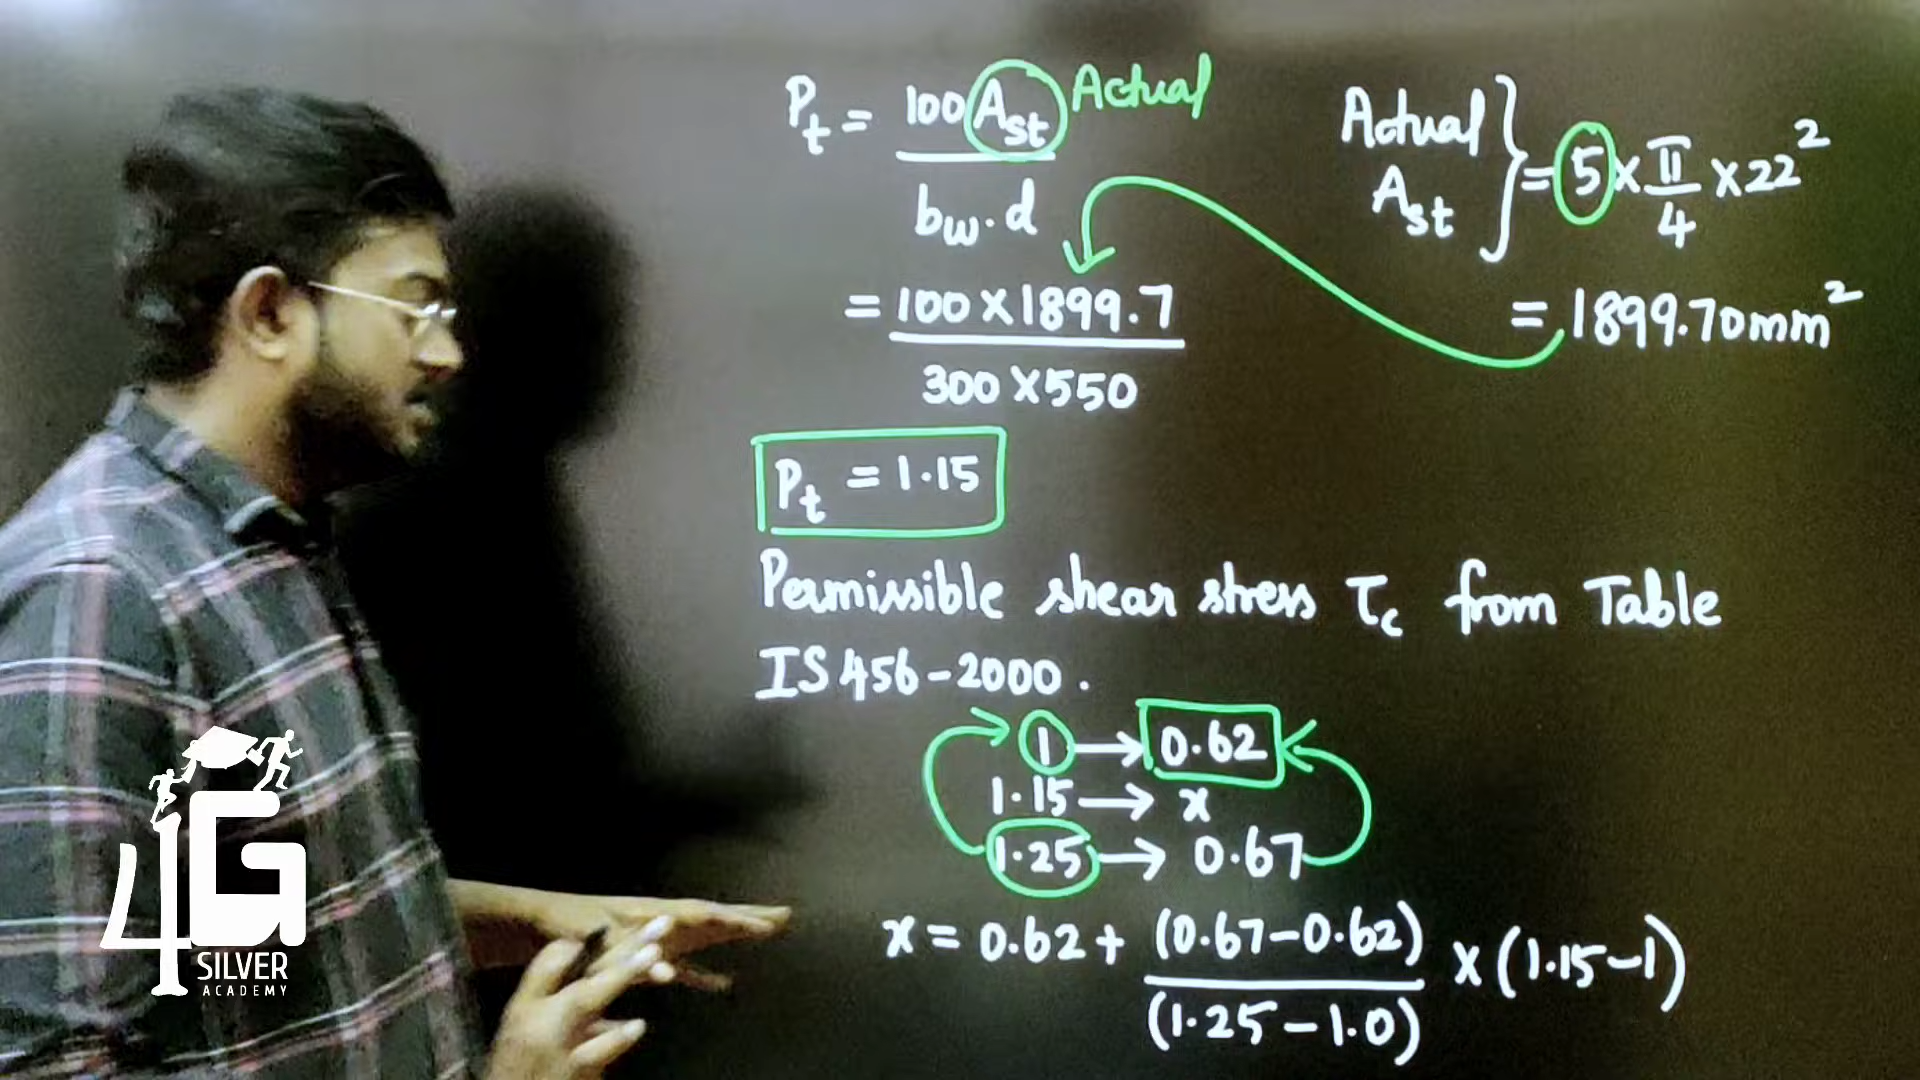 Pt = 100 Ast Actual
bw.d
= 100 × 1899.7
300 × 550
Pt = 1.15
Actual Ast } = 5 × π/4 × 22²
= 1899.70mm²
Permissible shear stress τc from Table
IS 456-2000.
1 → 0.62
1.15 → x
1.25 → 0.67
x = 0.62 + (0.67-0.62) × (1.15-1)
(1.25-1.0)
4G
SILVER
ACADEMY